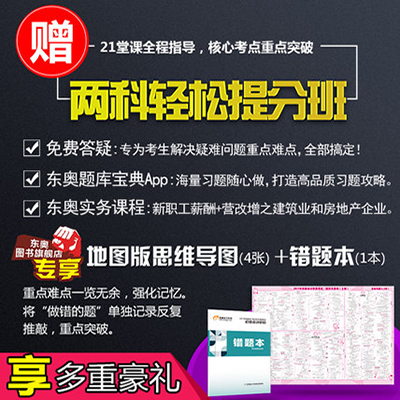 赠
21堂课全程指导，核心考点重点突破
两科轻松提分班
免费答疑：专为考生解决疑难问题重点难点，全部搞定！
东奥题库宝典App：海量习题随心做，打造高品质习题攻略。
东奥实务课程：新职工薪酬+营改增之建筑业和房地产企业。
东奥
图书旗舰店
专享
地图版思维导图(4张)＋错题本(1本)
重点难点一览无余，强化记忆。
将“做错的题”单独记录反复
推敲，重点突破。
错题本
享多重豪礼